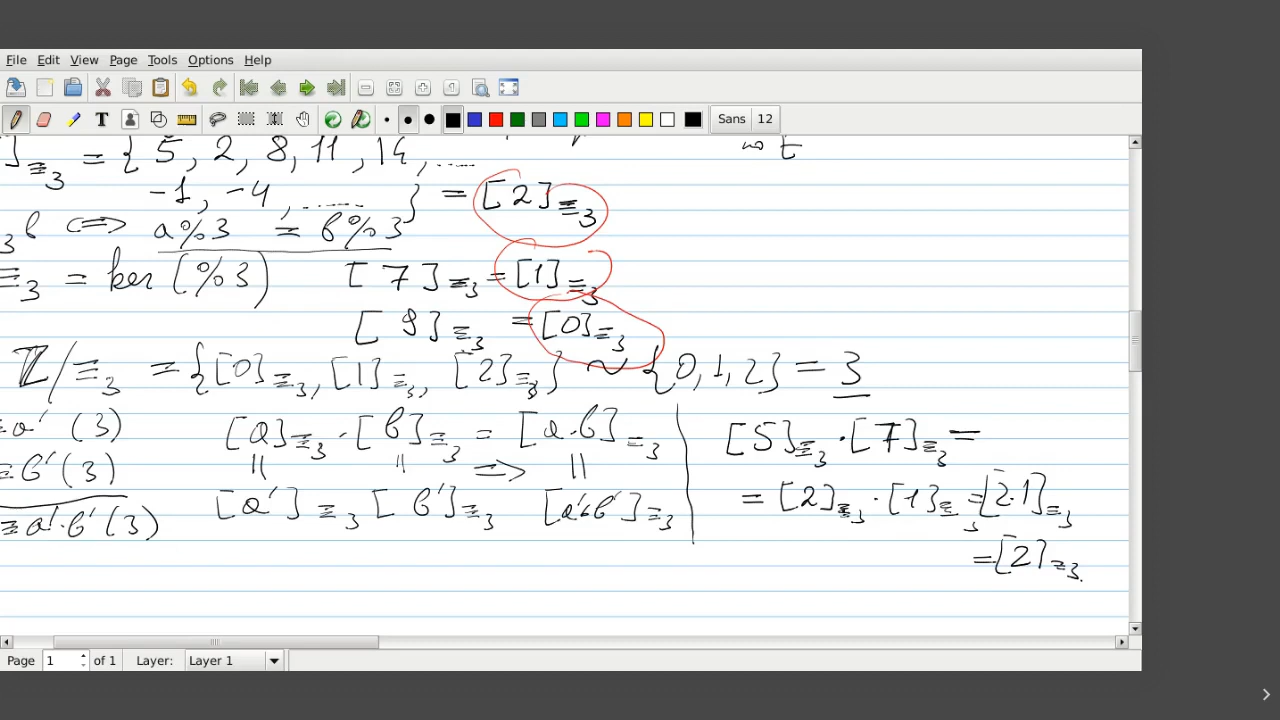 File Edit View Page Tools Options Help
Sans 12
]≡₃ = { 5, 2, 8, 11, 14, ....
-1, -4, ...... } = [2]≡₃
₃b ⟺ a%3 = b%3
≡₃ = ker (%3) [7]≡₃ = [1]≡₃
[9]≡₃ = [0]≡₃
ℤ/≡₃ = {[0]≡₃, [1]≡₃, [2]≡₃} ~ {0,1,2} = 3
≡a' (3) [a]≡₃ · [b]≡₃ = [a·b]≡₃ [5]≡₃ · [7]≡₃ =
≡b' (3) || || => ||
≡a'·b' (3) [a']≡₃ [b']≡₃ [a'·b']≡₃ = [2]≡₃ · [1]≡₃ = [2·1]≡₃
= [2]≡₃.
Page 1 of 1 Layer: Layer 1